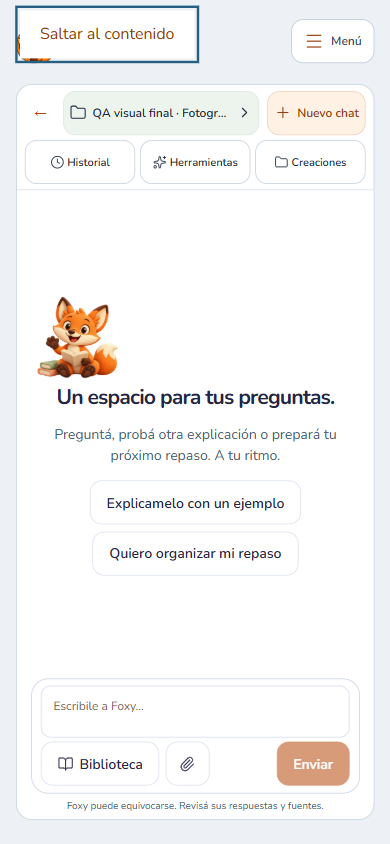 Saltar al contenido
Menú
QA visual final · Fotogr...
Nuevo chat
Historial
Herramientas
Creaciones
Un espacio para tus preguntas.
Preguntá, probá otra explicación o prepará tu
próximo repaso. A tu ritmo.
Explicamelo con un ejemplo
Quiero organizar mi repaso
Escribile a Foxy...
Biblioteca
Enviar
Foxy puede equivocarse. Revisá sus respuestas y fuentes.